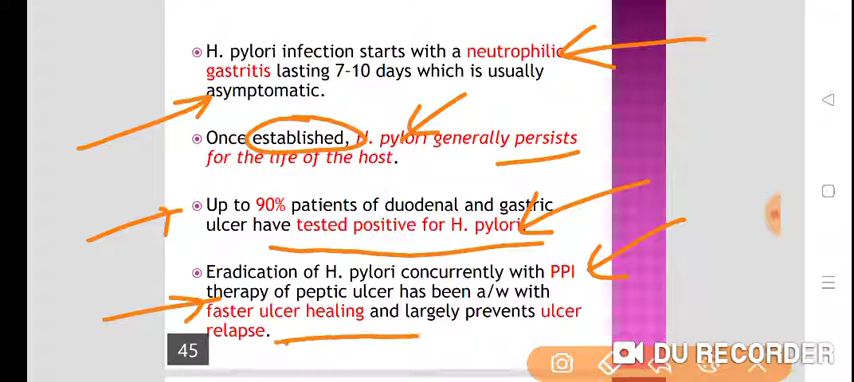 H. pylori infection starts with a neutrophilic
gastritis lasting 7-10 days which is usually
asymptomatic.
Once established, H. pylori generally persists
for the life of the host.
Up to 90% patients of duodenal and gastric
ulcer have tested positive for H. pylori.
Eradication of H. pylori concurrently with PPI
therapy of peptic ulcer has been a/w with
faster ulcer healing and largely prevents ulcer
relapse.
45
DU RECORDER